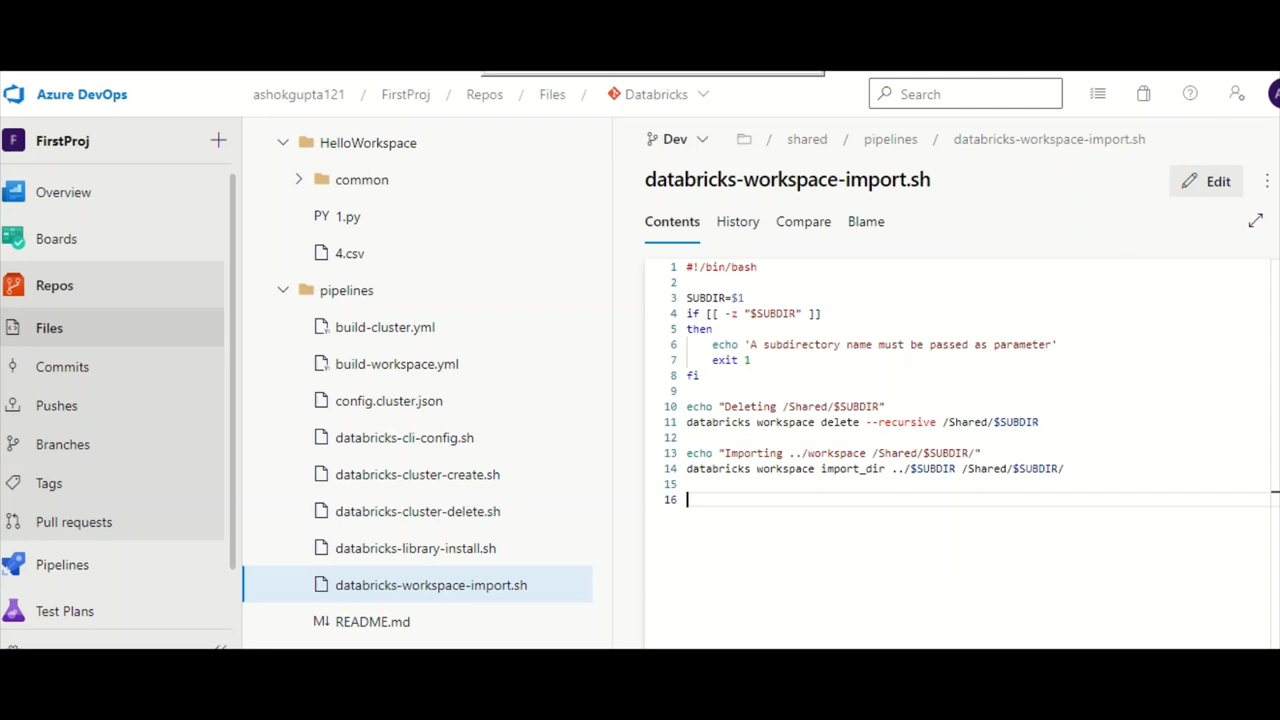 Azure DevOps
ashokgupta121 / FirstProj / Repos / Files / Databricks
Search
F FirstProj
Overview
Boards
Repos
Files
Commits
Pushes
Branches
Tags
Pull requests
Pipelines
Test Plans
HelloWorkspace
common
PY 1.py
4.csv
pipelines
build-cluster.yml
build-workspace.yml
config.cluster.json
databricks-cli-config.sh
databricks-cluster-create.sh
databricks-cluster-delete.sh
databricks-library-install.sh
databricks-workspace-import.sh
M↓ README.md
Dev / shared / pipelines / databricks-workspace-import.sh
databricks-workspace-import.sh
Edit
Contents History Compare Blame
1 #!/bin/bash
2
3 SUBDIR=$1
4 if [[ -z "$SUBDIR" ]]
5 then
6 echo 'A subdirectory name must be passed as parameter'
7 exit 1
8 fi
9
10 echo "Deleting /Shared/$SUBDIR"
11 databricks workspace delete --recursive /Shared/$SUBDIR
12
13 echo "Importing ../workspace /Shared/$SUBDIR/"
14 databricks workspace import_dir ../$SUBDIR /Shared/$SUBDIR/
15
16